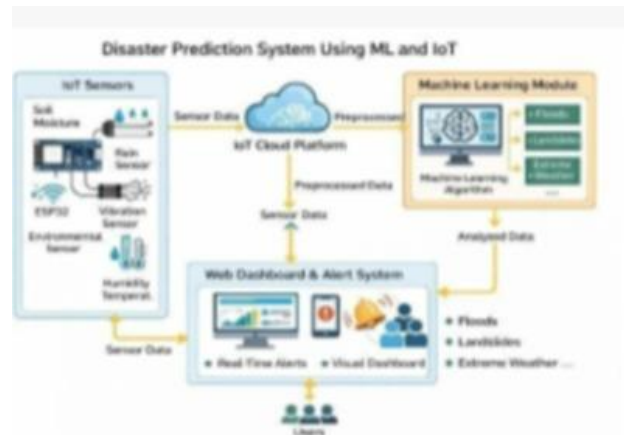 Disaster Prediction System Using ML and IoT
IoT Sensors
Soil
Moisture
Rain
Sensor
ESP32
Vibration
Sensor
Environmental
Sensor
Humidity
Temperat.
Sensor Data
IoT Cloud Platform
Preprocessed
Machine Learning Module
Floods
Landslides
Extreme
Weather
Machine Learning
Algorithm
Preprocessed Data
Sensor Data
Analyzed Data
Web Dashboard & Alert System
Real-Time Alerts
Visual Dashboard
Floods
Landslides
Extreme Weather ...
Sensor Data
Users